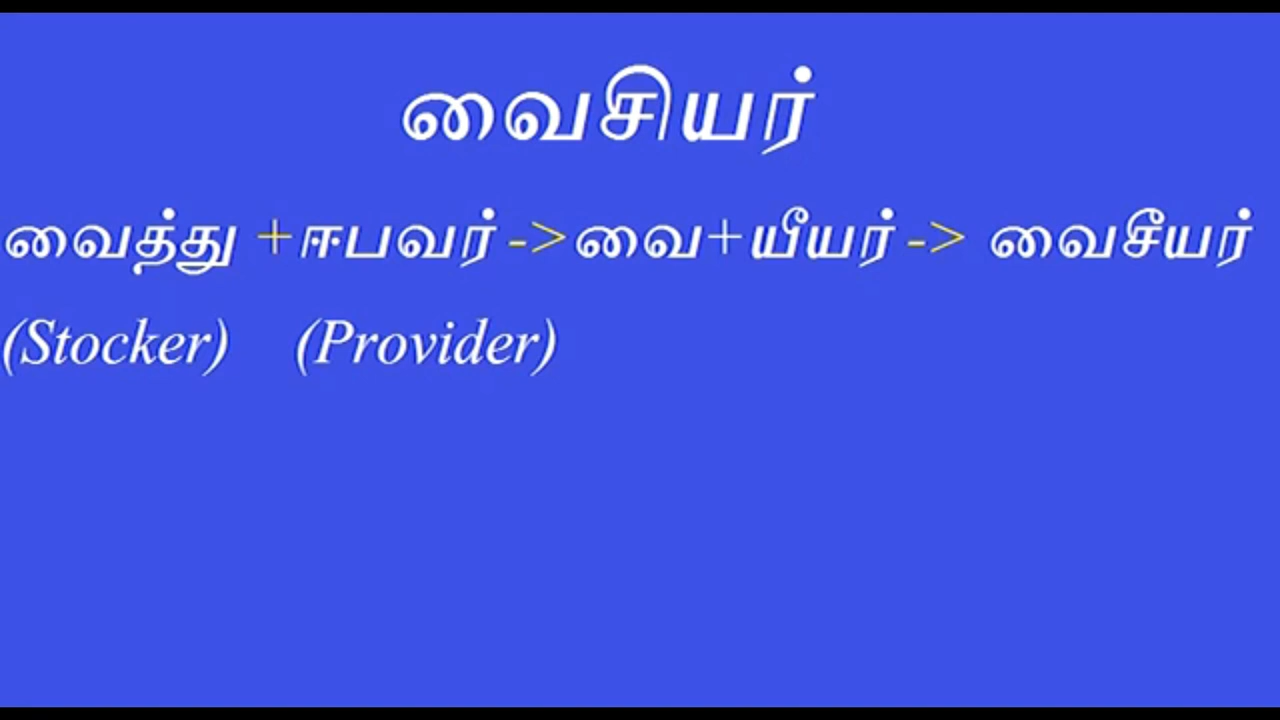 வைசியர்
வைத்து +ஈபவர் -> வை+யீயர் -> வைசீயர்
(Stocker) (Provider)